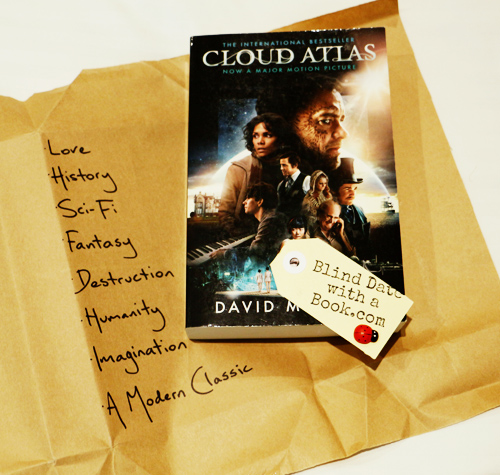 THE INTERNATIONAL BESTSELLER
CLOUD ATLAS
NOW A MAJOR MOTION PICTURE
DAVID M
Blind Date
with a
Book.com
·Love
·History
·Sci-Fi
·Fantasy
·Destruction
·Humanity
·Imagination
·A Modern Classic